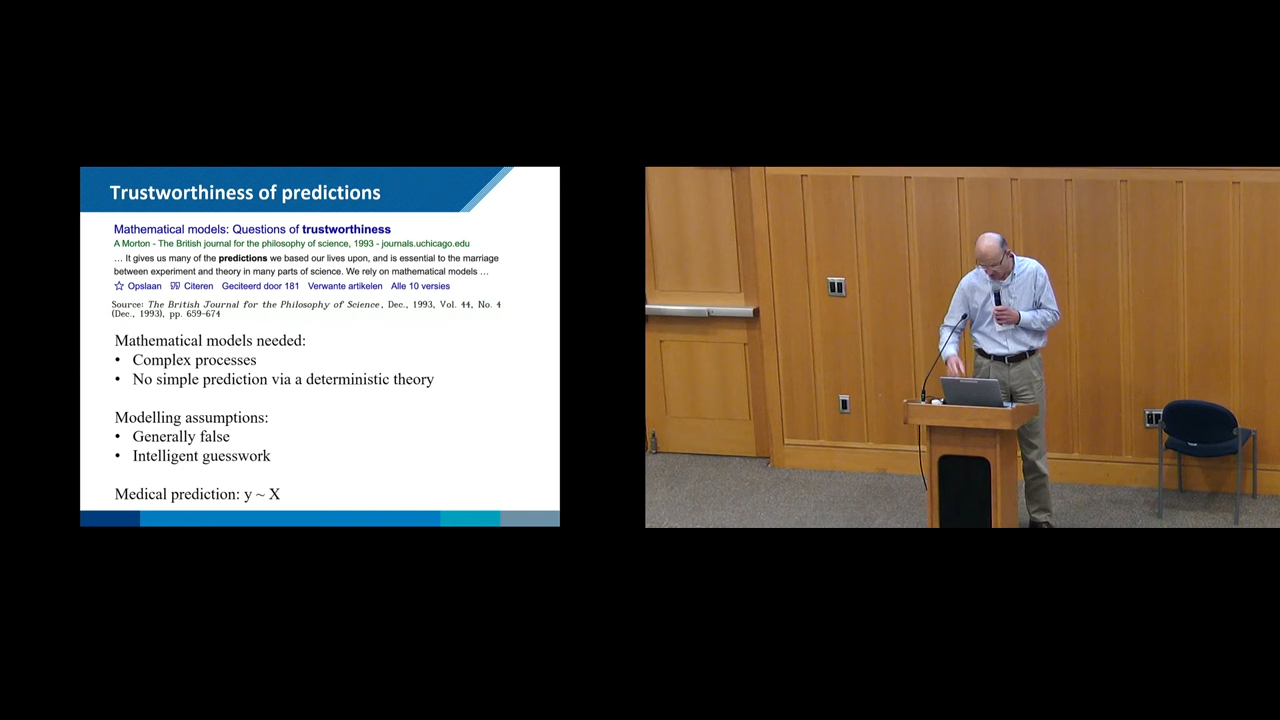 Trustworthiness of predictions
Mathematical models: Questions of trustworthiness
A Morton - The British journal for the philosophy of science, 1993 - journals.uchicago.edu
… It gives us many of the predictions we based our lives upon, and is essential to the marriage
between experiment and theory in many parts of science. We rely on mathematical models …
Opslaan Citeren Geciteerd door 181 Verwante artikelen Alle 10 versies
Source: The British Journal for the Philosophy of Science, Dec., 1993, Vol. 44, No. 4
(Dec., 1993), pp. 659-674
Mathematical models needed:
• Complex processes
• No simple prediction via a deterministic theory
Modelling assumptions:
• Generally false
• Intelligent guesswork
Medical prediction: y ~ X